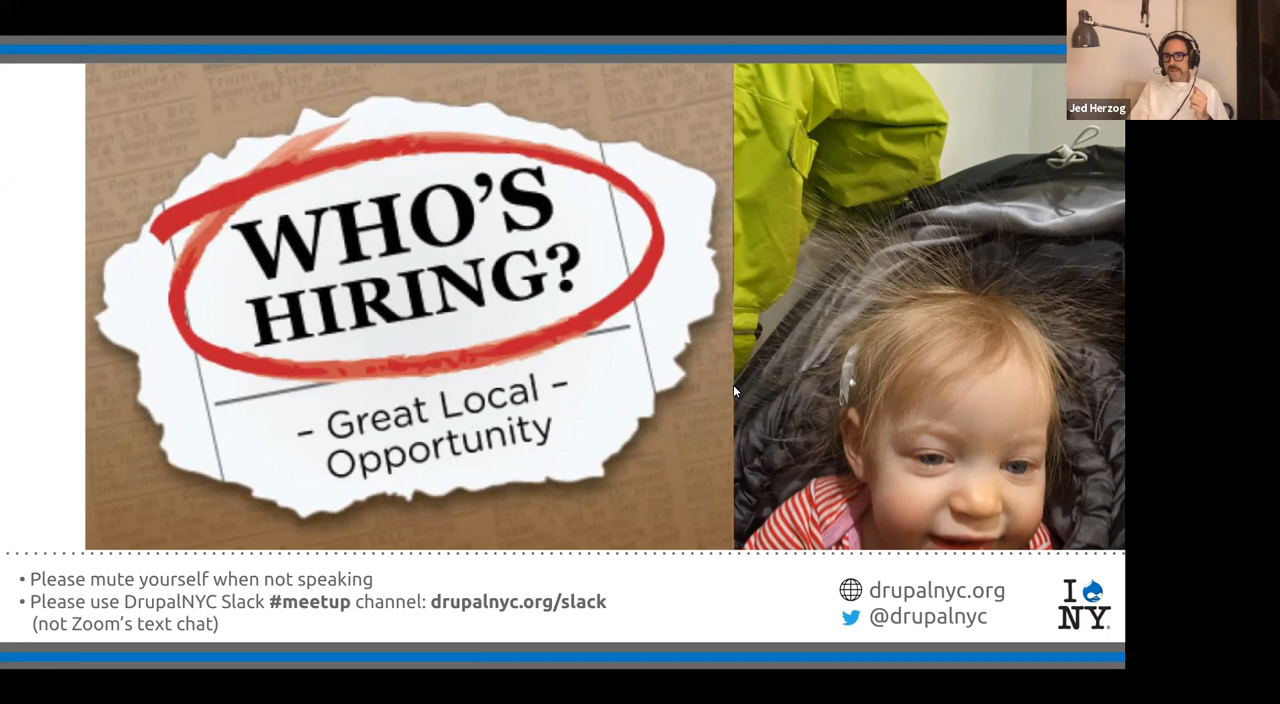 Jed Herzog
WHO'S
HIRING?
– Great Local –
Opportunity
• Please mute yourself when not speaking
• Please use DrupalNYC Slack #meetup channel: drupalnyc.org/slack
(not Zoom's text chat)
drupalnyc.org
@drupalnyc
I
NY®